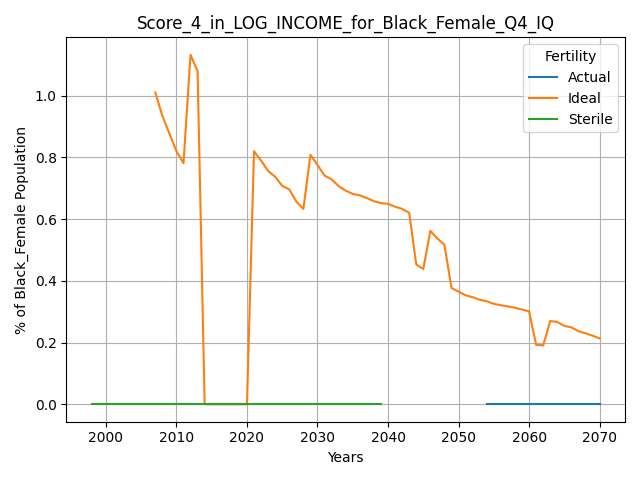 Score_4_in_LOG_INCOME_for_Black_Female_Q4_IQ
% of Black_Female Population
1.0
0.8
0.6
0.4
0.2
0.0
Fertility
Actual
Ideal
Sterile
2000 2010 2020 2030 2040 2050 2060 2070
Years